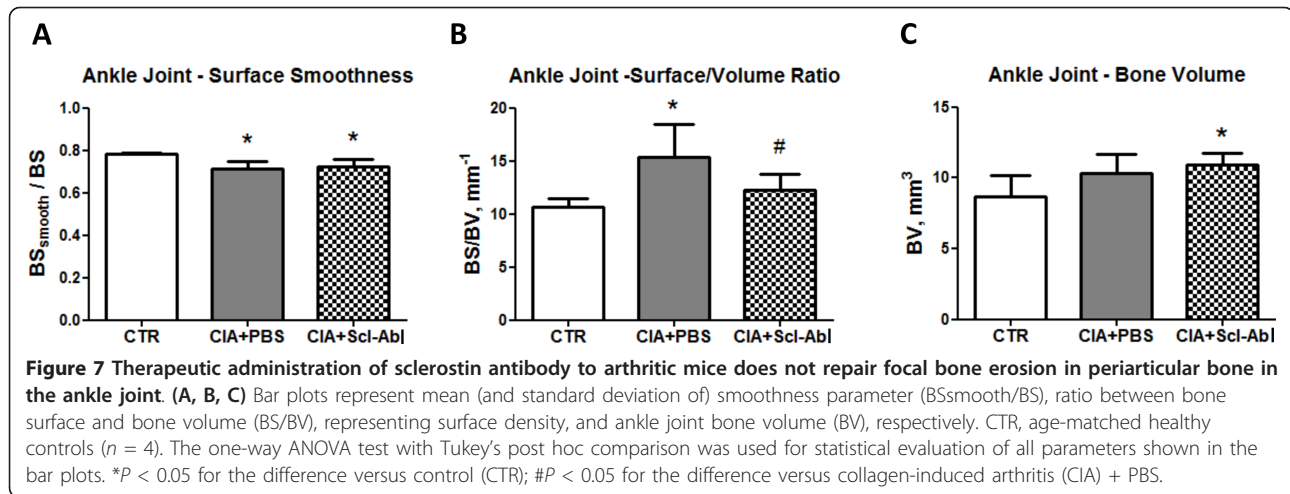 A
Ankle Joint - Surface Smoothness
BSsmooth / BS
1.0
0.8
0.6
0.4
0.2
0.0
*
*
CTR
CIA+PBS
CIA+Scl-AbI
B
Ankle Joint -Surface/Volume Ratio
BS/BV, mm-1
20
15
10
5
0
*
#
CTR
CIA+PBS
CIA+Scl-AbI
C
Ankle Joint - Bone Volume
BV, mm3
15
10
5
0
*
CTR
CIA+PBS
CIA+Scl-AbI
Figure 7 Therapeutic administration of sclerostin antibody to arthritic mice does not repair focal bone erosion in periarticular bone in
the ankle joint. (A, B, C) Bar plots represent mean (and standard deviation of) smoothness parameter (BSsmooth/BS), ratio between bone
surface and bone volume (BS/BV), representing surface density, and ankle joint bone volume (BV), respectively. CTR, age-matched healthy
controls (n = 4). The one-way ANOVA test with Tukey's post hoc comparison was used for statistical evaluation of all parameters shown in the
bar plots. *P < 0.05 for the difference versus control (CTR); #P < 0.05 for the difference versus collagen-induced arthritis (CIA) + PBS.